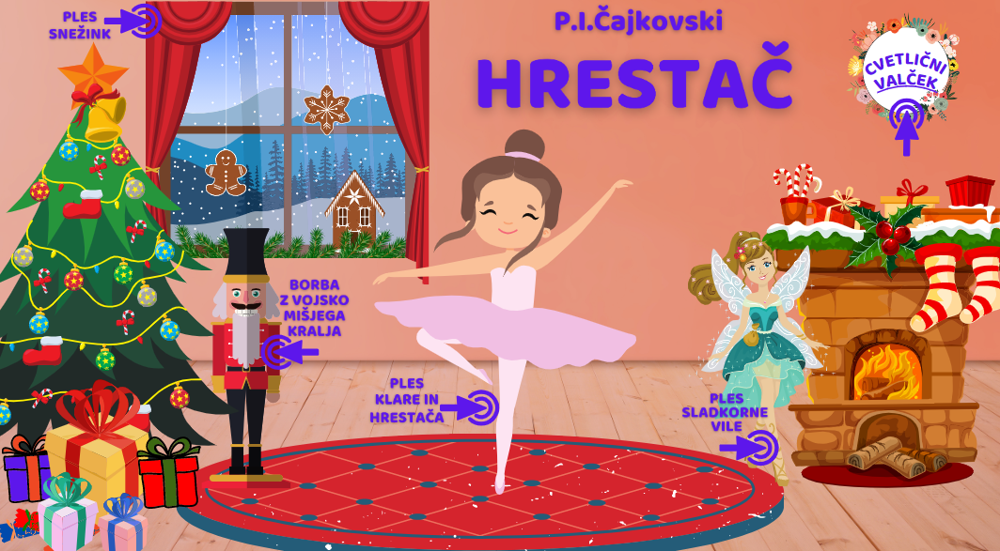 P.I.Čajkovski
HRESTAČ
PLES
SNEŽINK
CVETLIČNI
VALČEK
BORBA
Z VOJSKO
MIŠJEGA
KRALJA
PLES
KLARE IN
HRESTAČA
PLES
SLADKORNE
VILE